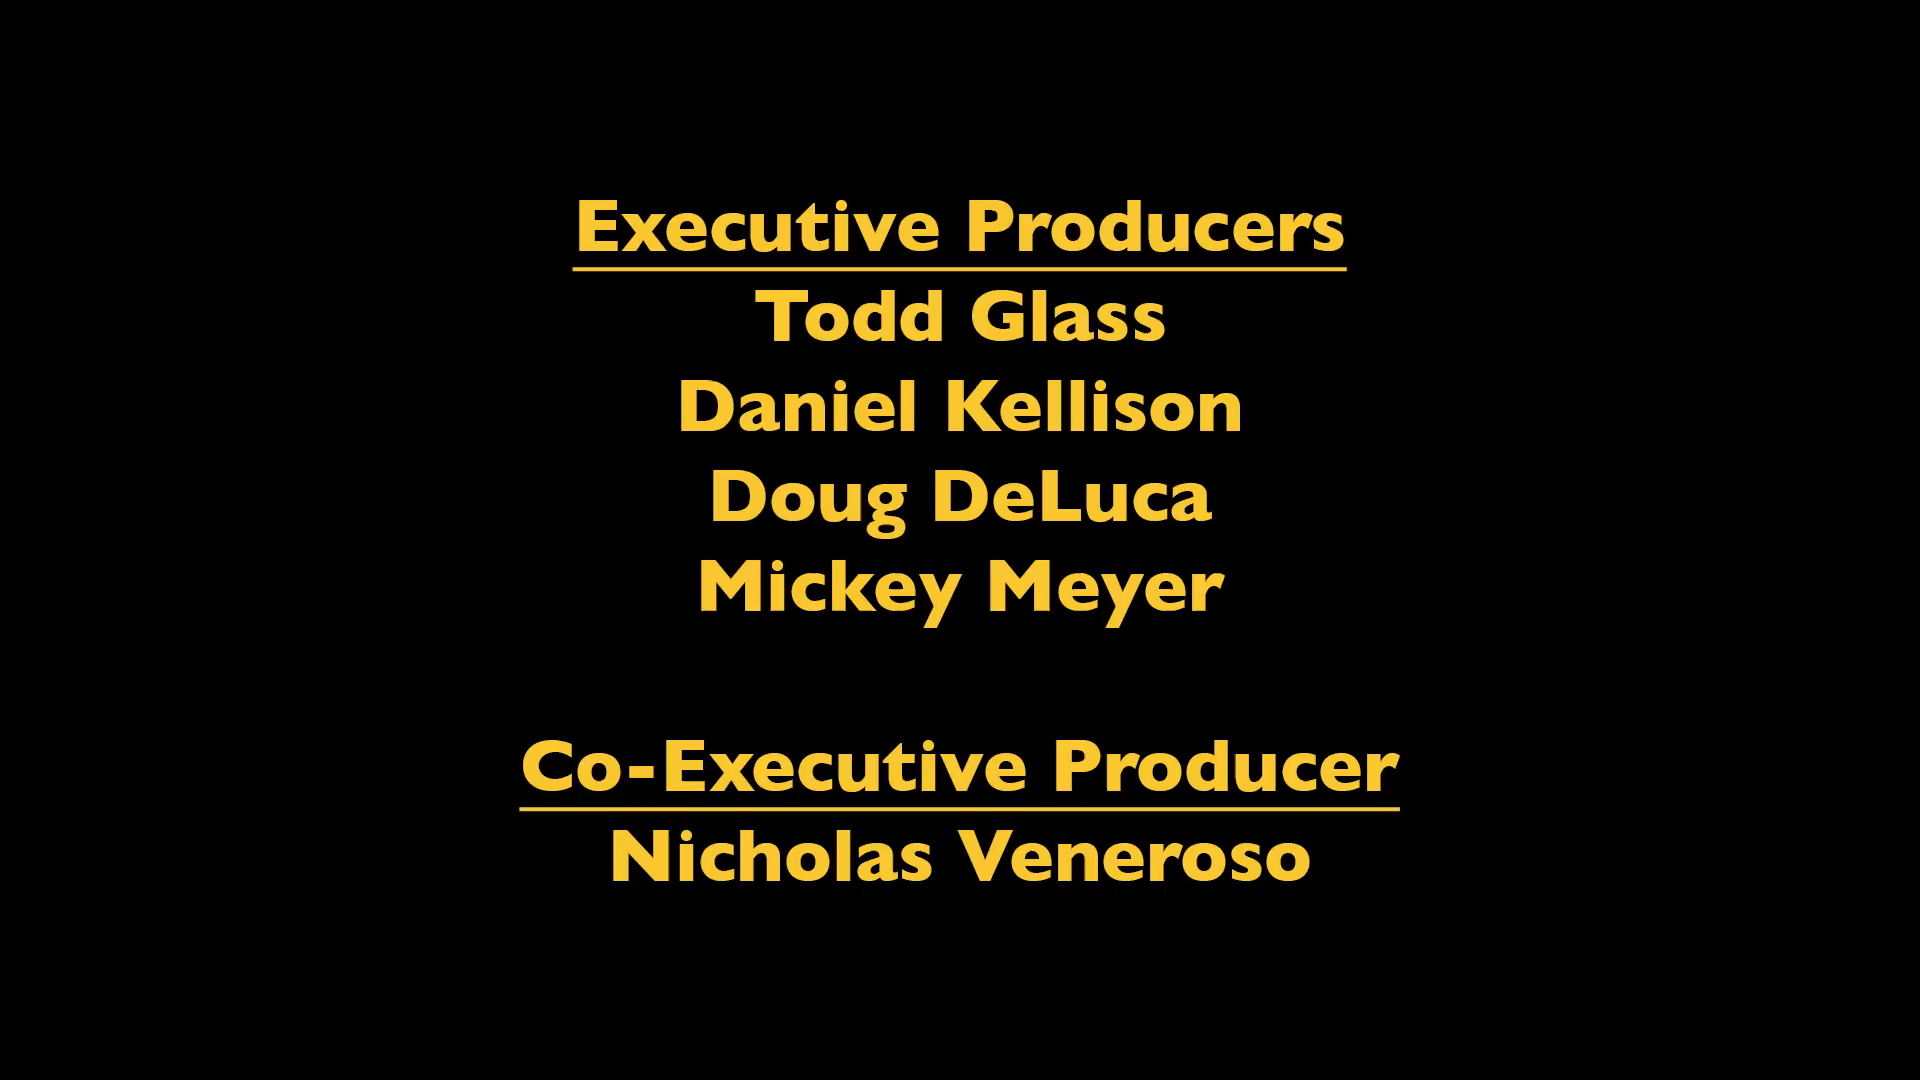 Executive Producers
Todd Glass
Daniel Kellison
Doug DeLuca
Mickey Meyer
Co-Executive Producer
Nicholas Veneroso